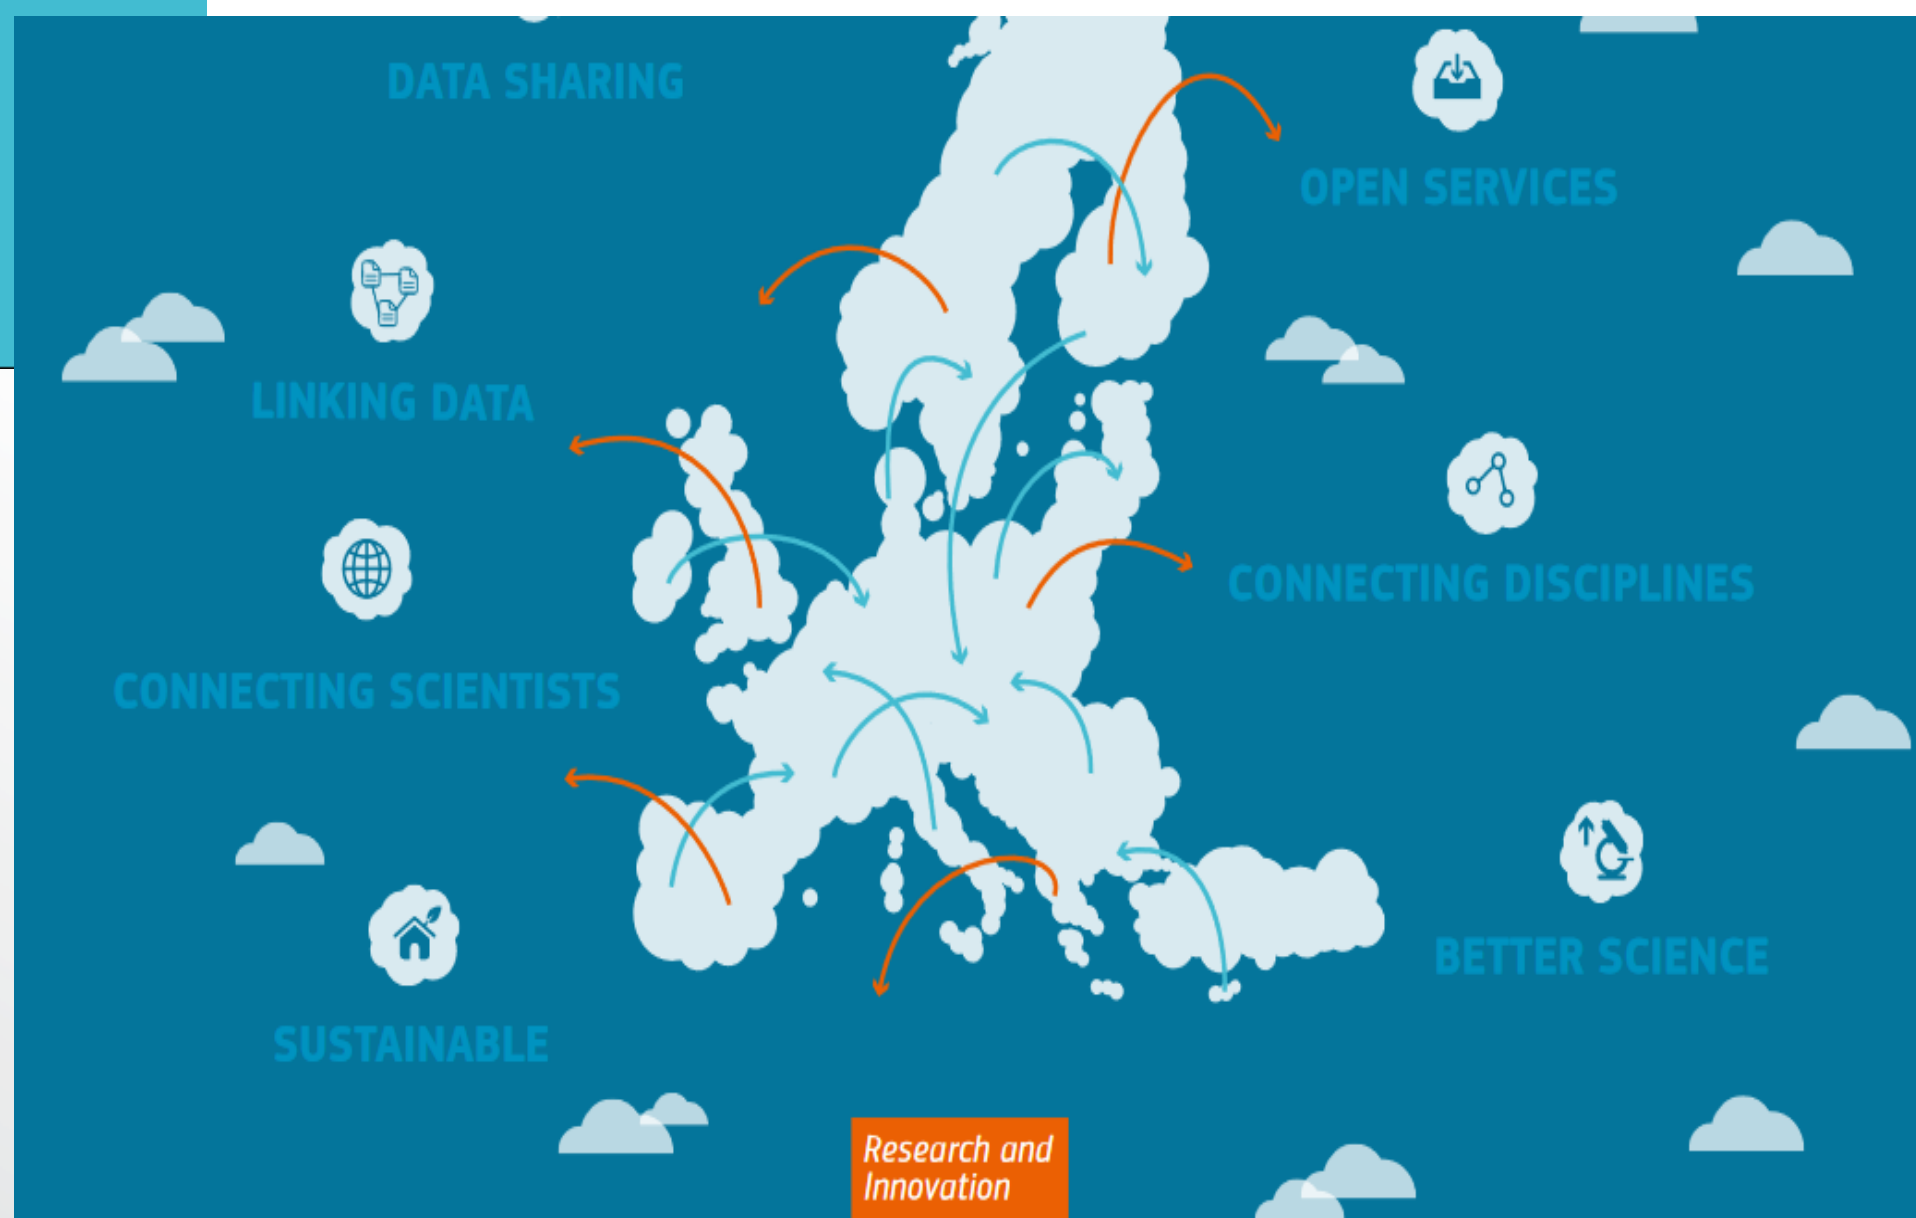 DATA SHARING
OPEN SERVICES
LINKING DATA
CONNECTING DISCIPLINES
CONNECTING SCIENTISTS
BETTER SCIENCE
SUSTAINABLE
Research and
Innovation